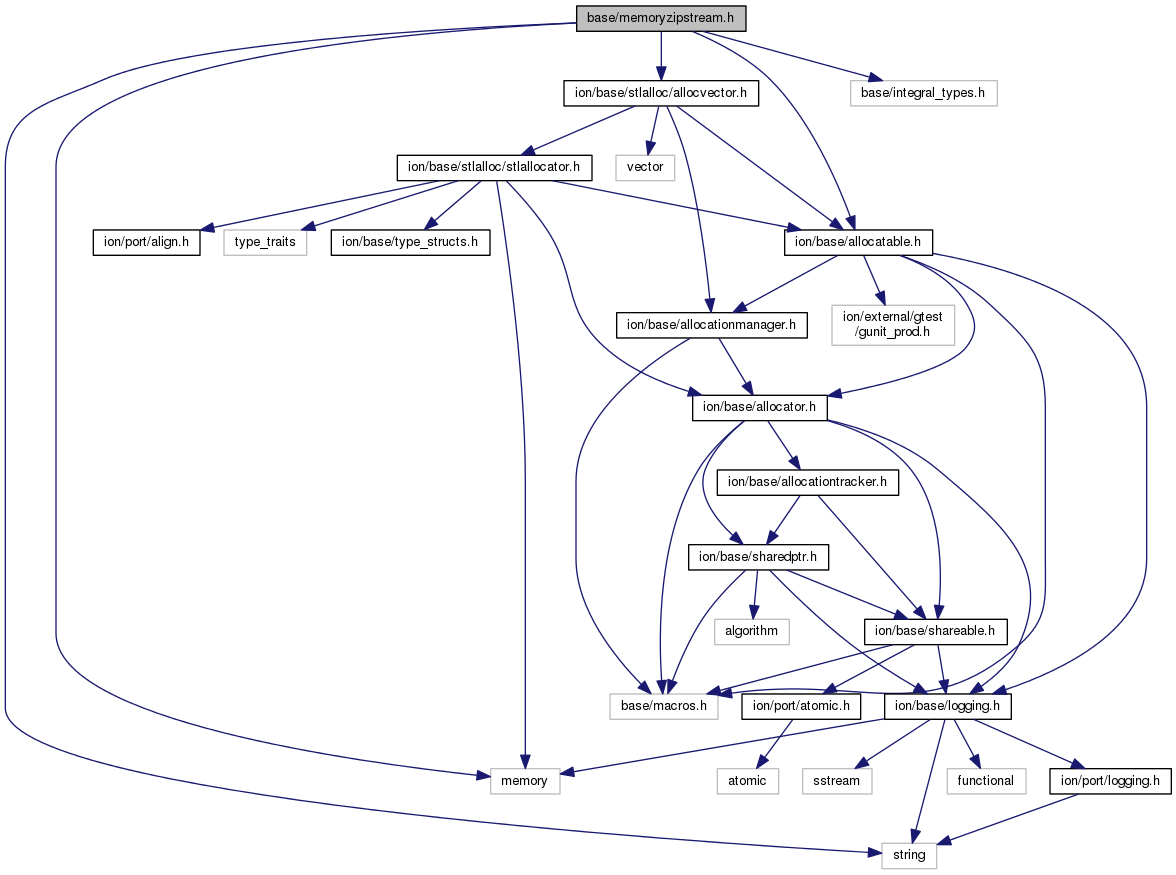 base/memoryzipstream.h
ion/base/stlalloc/allocvector.h
base/integral_types.h
ion/base/stlalloc/stlallocator.h
vector
ion/port/align.h
type_traits
ion/base/type_structs.h
ion/base/allocatable.h
ion/base/allocationmanager.h
ion/external/gtest
/gunit_prod.h
ion/base/allocator.h
ion/base/allocationtracker.h
ion/base/sharedptr.h
algorithm
ion/base/shareable.h
base/macros.h
ion/port/atomic.h
ion/base/logging.h
memory
atomic
sstream
functional
ion/port/logging.h
string